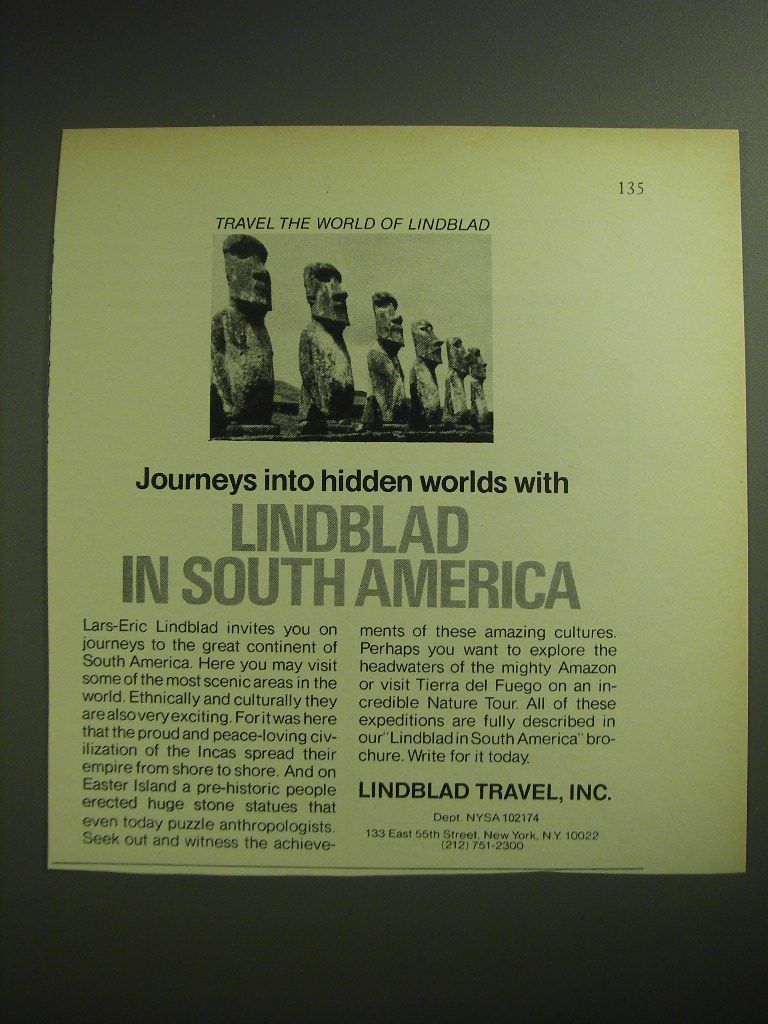 135
TRAVEL THE WORLD OF LINDBLAD
Journeys into hidden worlds with
LINDBLAD
IN SOUTH AMERICA
Lars-Eric Lindblad invites you on
journeys to the great continent of
South America. Here you may visit
some of the most scenic areas in the
world. Ethnically and culturally they
are also very exciting. For it was here
that the proud and peace-loving civ-
ilization of the Incas spread their
empire from shore to shore. And on
Easter Island a pre-historic people
erected huge stone statues that
even today puzzle anthropologists.
Seek out and witness the achieve-
ments of these amazing cultures.
Perhaps you want to explore the
headwaters of the mighty Amazon
or visit Tierra del Fuego on an in-
credible Nature Tour. All of these
expeditions are fully described in
our "Lindblad in South America" bro-
chure. Write for it today.
LINDBLAD TRAVEL, INC.
Dept. NYSA 102174
133 East 55th Street, New York, N.Y. 10022
(212) 751-2300